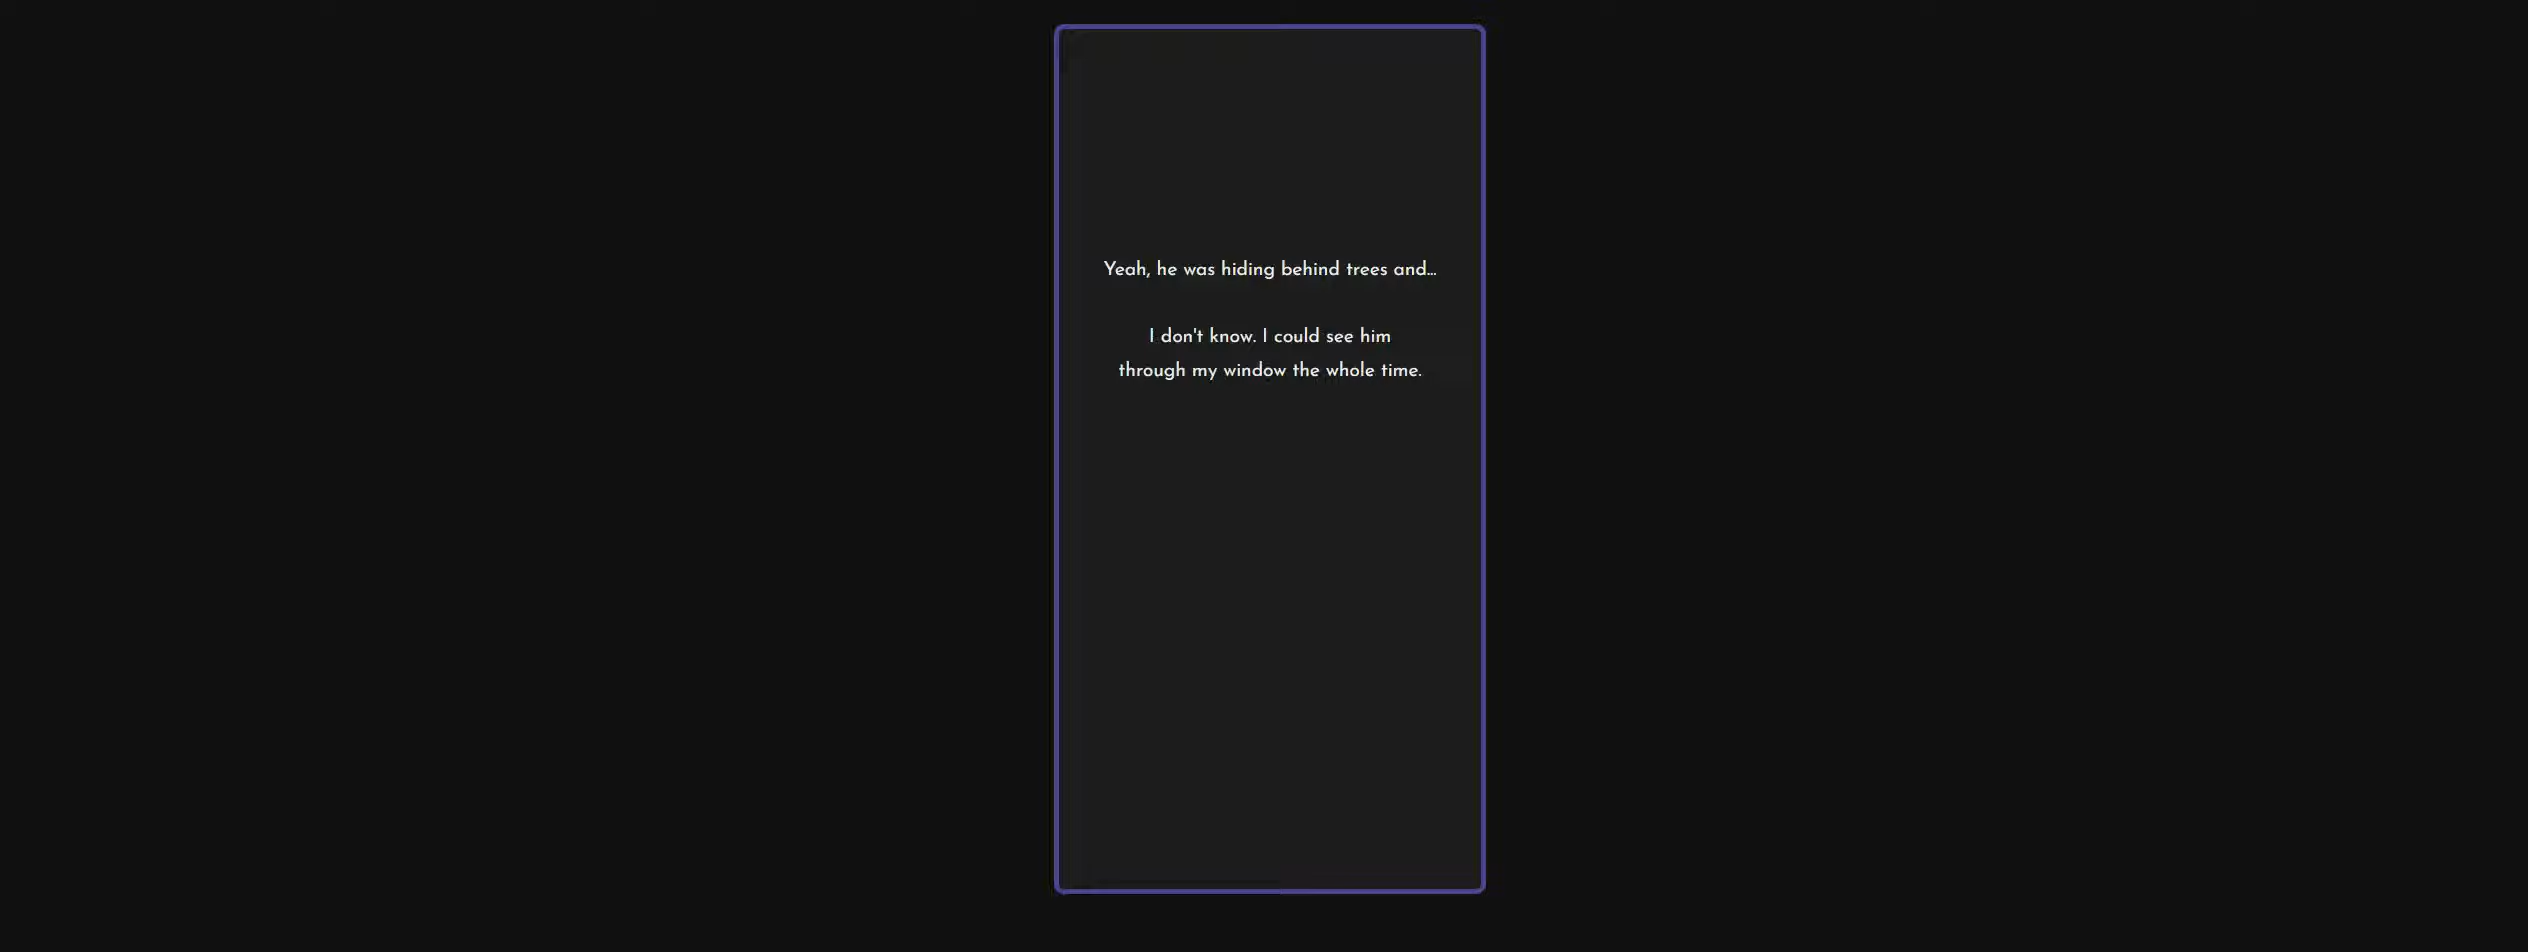 Yeah, he was hiding behind trees and...
I don't know. I could see him
through my window the whole time.